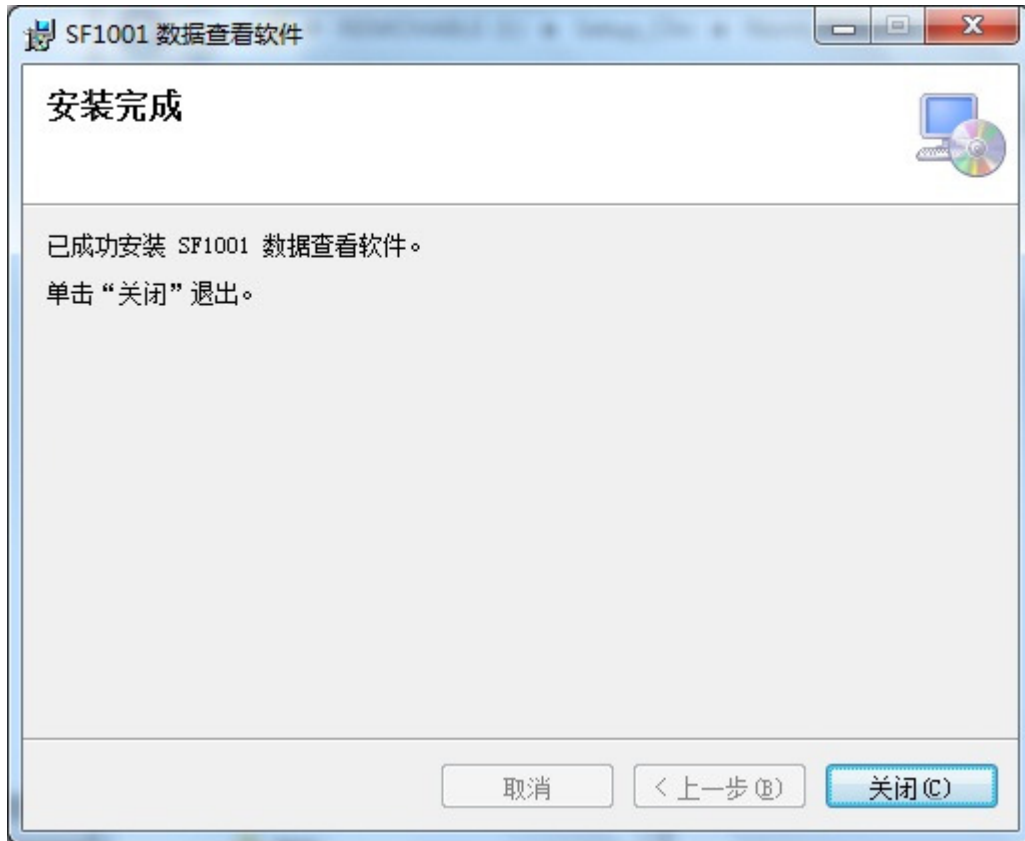 SF1001 数据查看软件
安装完成
已成功安装 SF1001 数据查看软件。
单击“关闭”退出。
取消
< 上一步(B)
关闭(C)